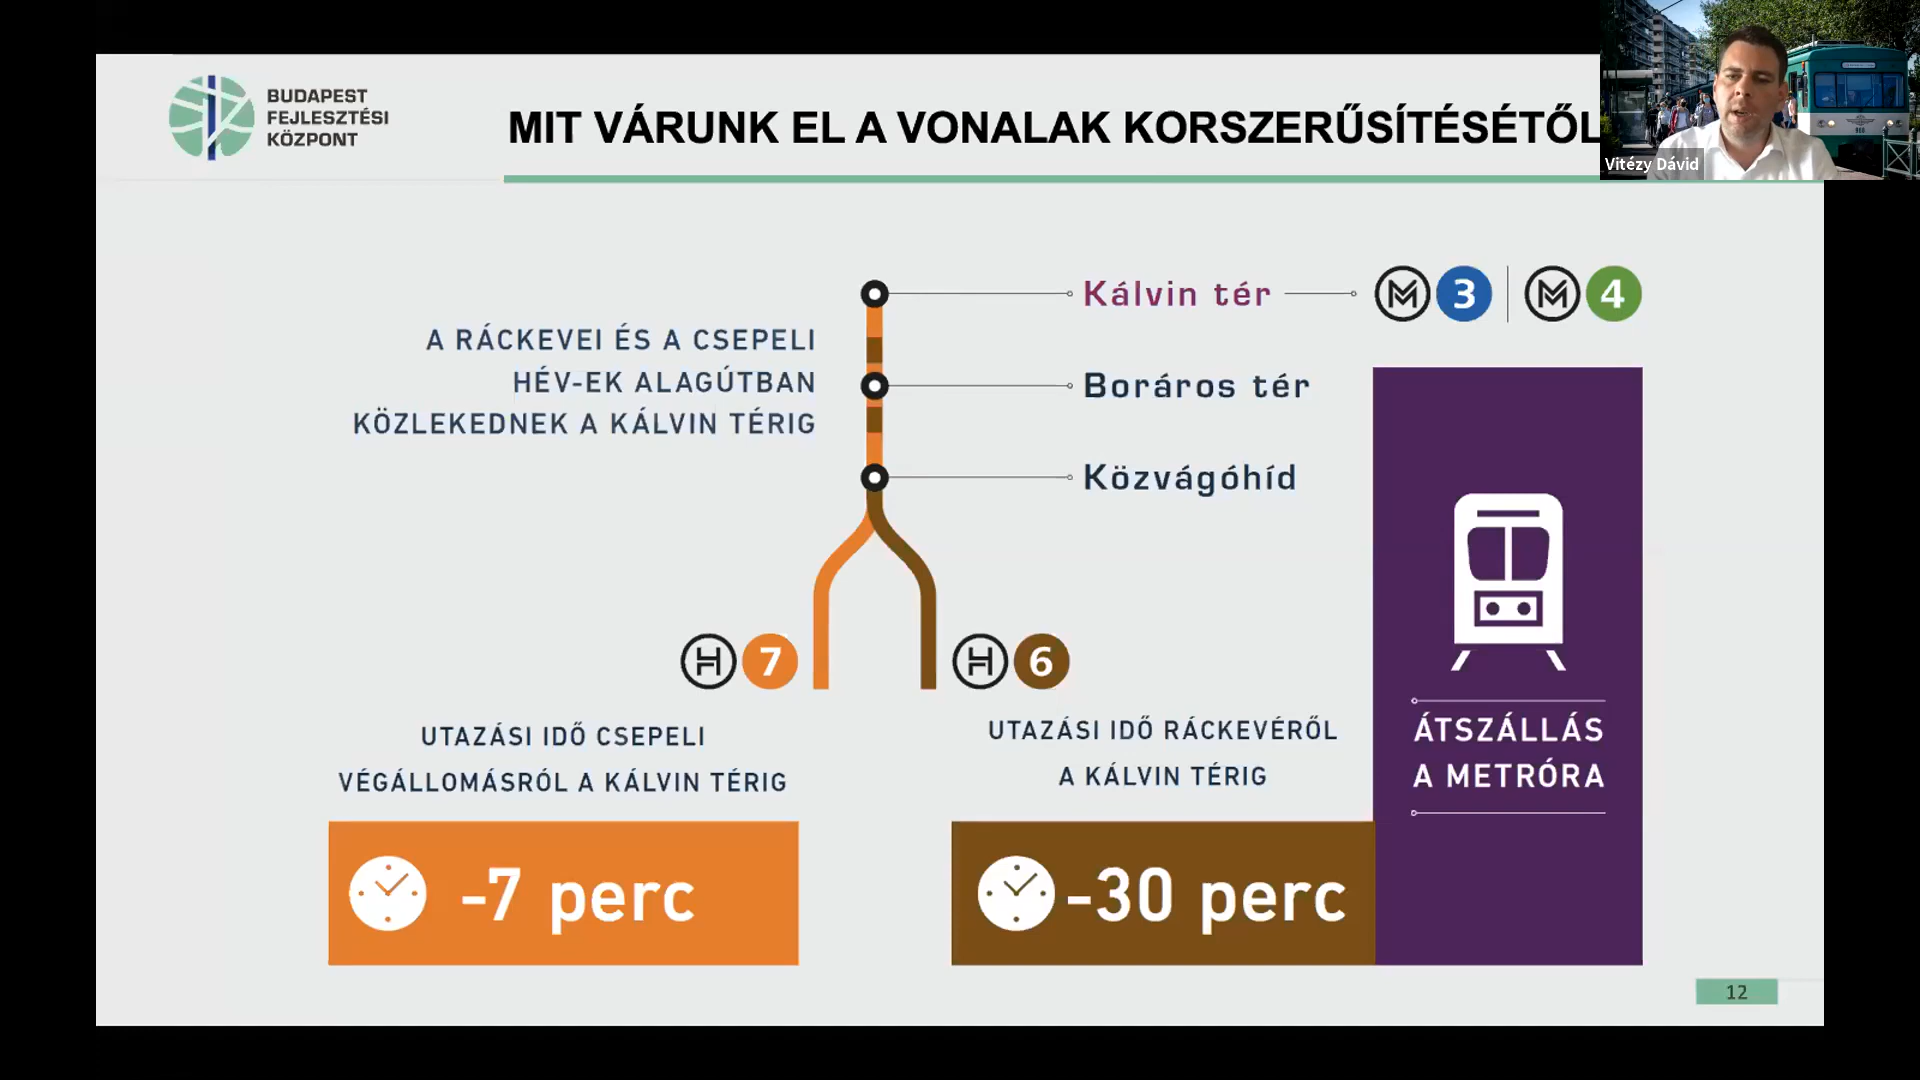 BUDAPEST
FEJLESZTÉSI
KÖZPONT
MIT VÁRUNK EL A VONALAK KORSZERŰSÍTÉSÉTŐL
Vitézy Dávid
Kálvin tér
M 3 | M 4
A RÁCKEVEI ÉS A CSEPELI
HÉV-EK ALAGÚTBAN
KÖZLEKEDNEK A KÁLVIN TÉRIG
Boráros tér
Közvágóhíd
H 7
H 6
UTAZÁSI IDŐ CSEPELI
VÉGÁLLOMÁSRÓL A KÁLVIN TÉRIG
-7 perc
UTAZÁSI IDŐ RÁCKEVÉRŐL
A KÁLVIN TÉRIG
-30 perc
ÁTSZÁLLÁS
A METRÓRA
12